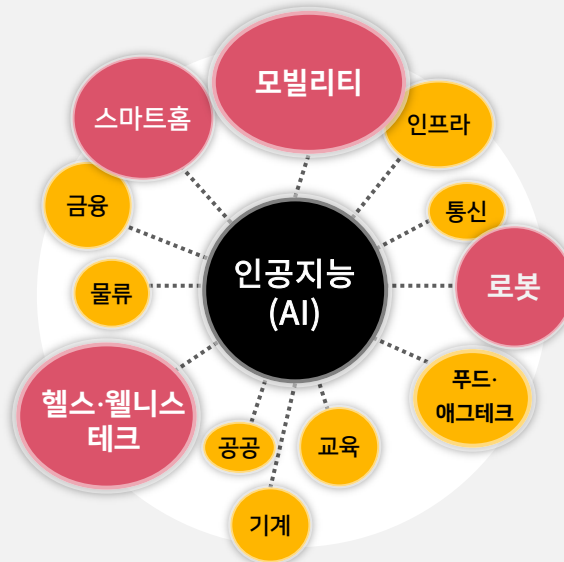 모빌리티
스마트홈
인프라
금융
통신
인공지능
(AI)
로봇
물류
푸드·
애그테크
헬스·웰니스
테크
공공
교육
기계